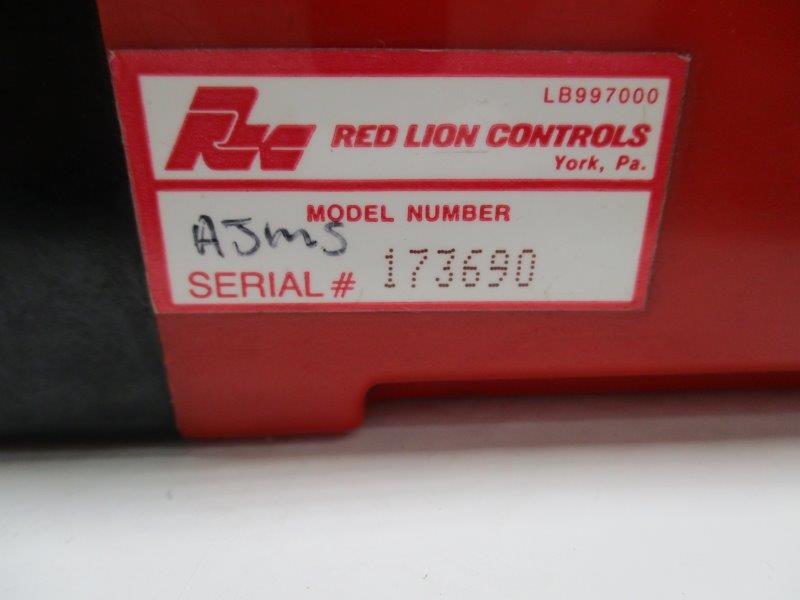 LB997000
RLC RED LION CONTROLS
York, Pa.
MODEL NUMBER
AJMS
SERIAL # 173690